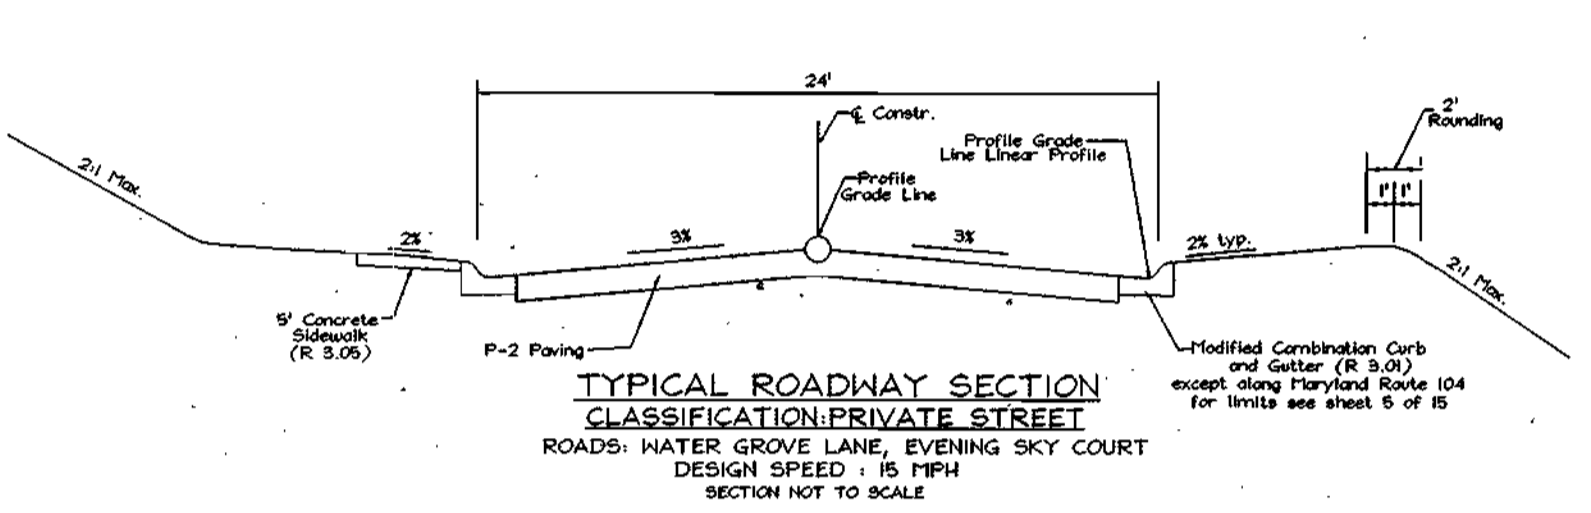 24'
℄ Constr.
2'
Rounding
Profile Grade
Line Linear Profile
2:1 Max.
Profile
Grade Line
1' 1'
2%
3%
3%
2% typ.
2:1 Max.
5' Concrete
Sidewalk
(R 3.05)
P-2 Paving
Modified Combination Curb
and Gutter (R 3.01)
except along Maryland Route 104
for limits see sheet 5 of 15
TYPICAL ROADWAY SECTION
CLASSIFICATION:PRIVATE STREET
ROADS: WATER GROVE LANE, EVENING SKY COURT
DESIGN SPEED : 15 MPH
SECTION NOT TO SCALE